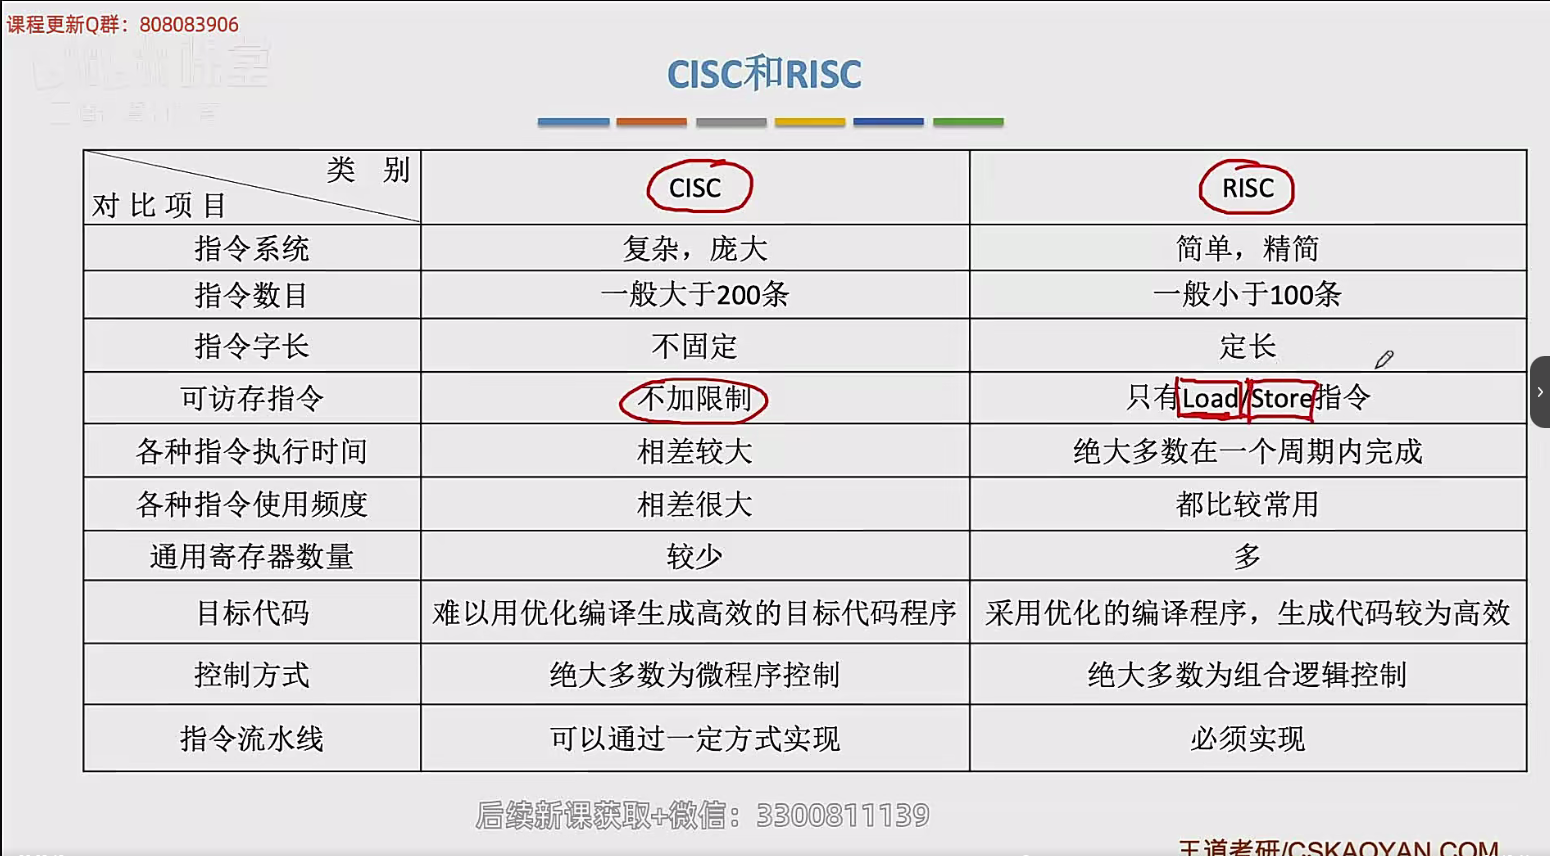 课程更新Q群：808083906
CISC和RISC
类 别
对比项目
CISC
RISC
指令系统
复杂，庞大
简单，精简
指令数目
一般大于200条
一般小于100条
指令字长
不固定
定长
可访存指令
不加限制
只有Load/Store指令
各种指令执行时间
相差较大
绝大多数在一个周期内完成
各种指令使用频度
相差很大
都比较常用
通用寄存器数量
较少
多
目标代码
难以用优化编译生成高效的目标代码程序
采用优化的编译程序，生成代码较为高效
控制方式
绝大多数为微程序控制
绝大多数为组合逻辑控制
指令流水线
可以通过一定方式实现
必须实现
后续新课获取+微信：3300811139
王道考研/CSKAOYAN.COM